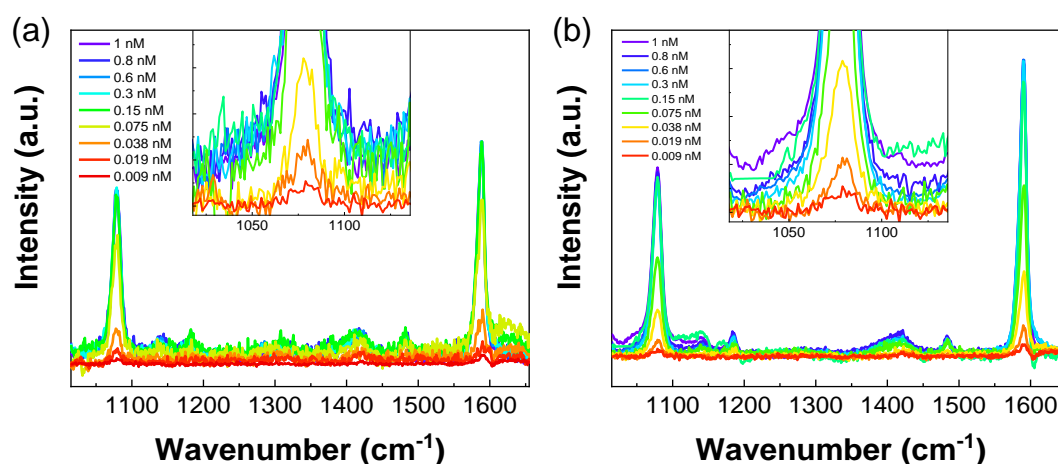 (a)
Intensity (a.u.)
1 nM
0.8 nM
0.6 nM
0.3 nM
0.15 nM
0.075 nM
0.038 nM
0.019 nM
0.009 nM
1050 1100
1100 1200 1300 1400 1500 1600
Wavenumber (cm⁻¹)
(b)
Intensity (a.u.)
1 nM
0.8 nM
0.6 nM
0.3 nM
0.15 nM
0.075 nM
0.038 nM
0.019 nM
0.009 nM
1050 1100
1100 1200 1300 1400 1500 1600
Wavenumber (cm⁻¹)